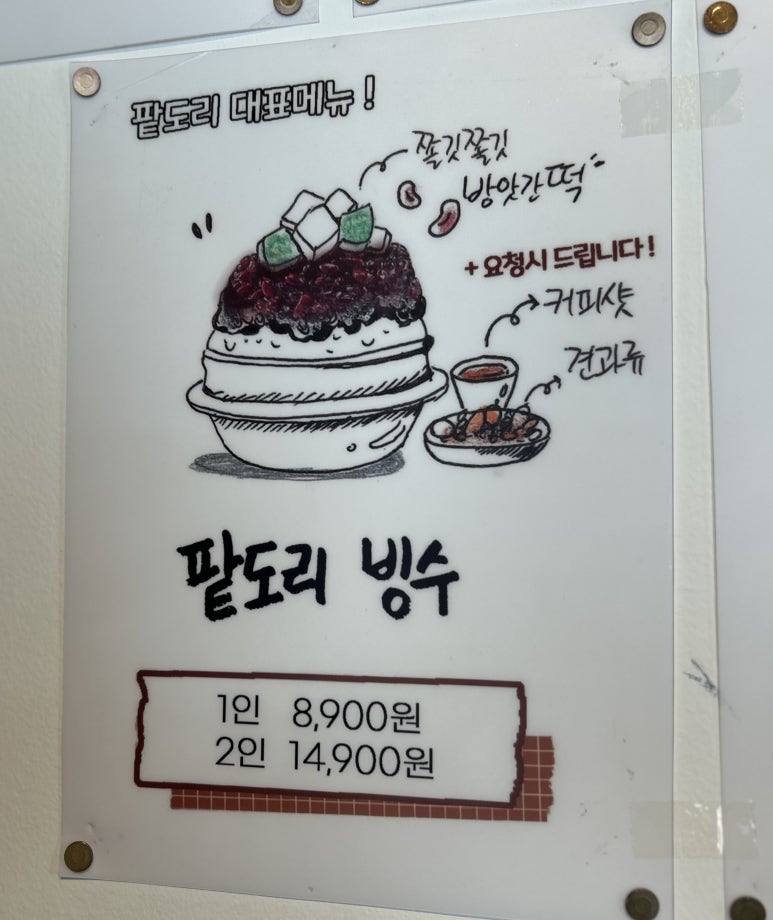 팥도리 대표메뉴!
쫄깃쫄깃
방앗간떡
+ 요청시 드립니다!
커피샷
견과류
팥도리 빙수
1인 8,900원
2인 14,900원